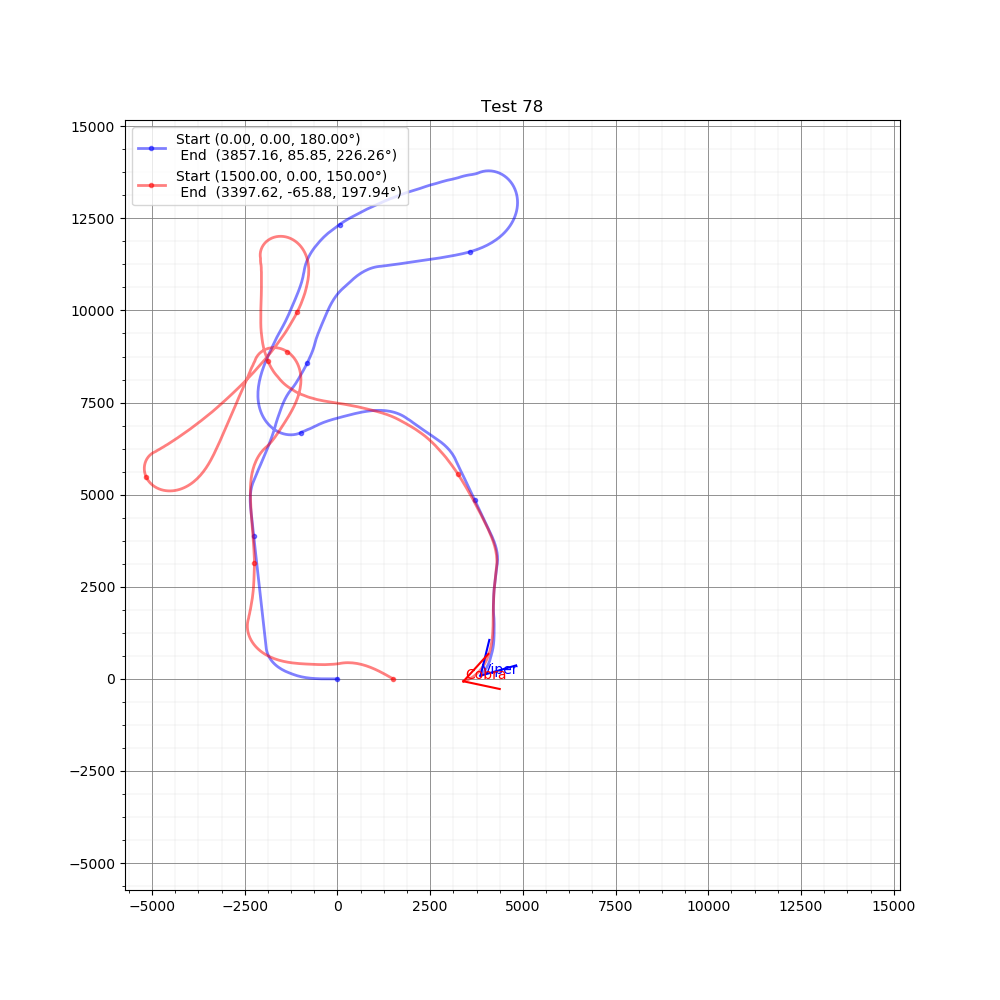 Test 78
Start (0.00, 0.00, 180.00°)
End (3857.16, 85.85, 226.26°)
Start (1500.00, 0.00, 150.00°)
End (3397.62, -65.88, 197.94°)
15000
12500
10000
7500
5000
2500
0
−2500
−5000
Viper
Cobra
−5000 −2500 0 2500 5000 7500 10000 12500 15000